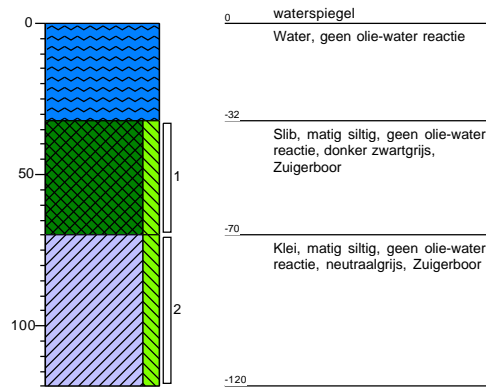 0
50
100
1
2
0
waterspiegel
Water, geen olie-water reactie
-32
Slib, matig siltig, geen olie-water
reactie, donker zwartgrijs,
Zuigerboor
-70
Klei, matig siltig, geen olie-water
reactie, neutraalgrijs, Zuigerboor
-120